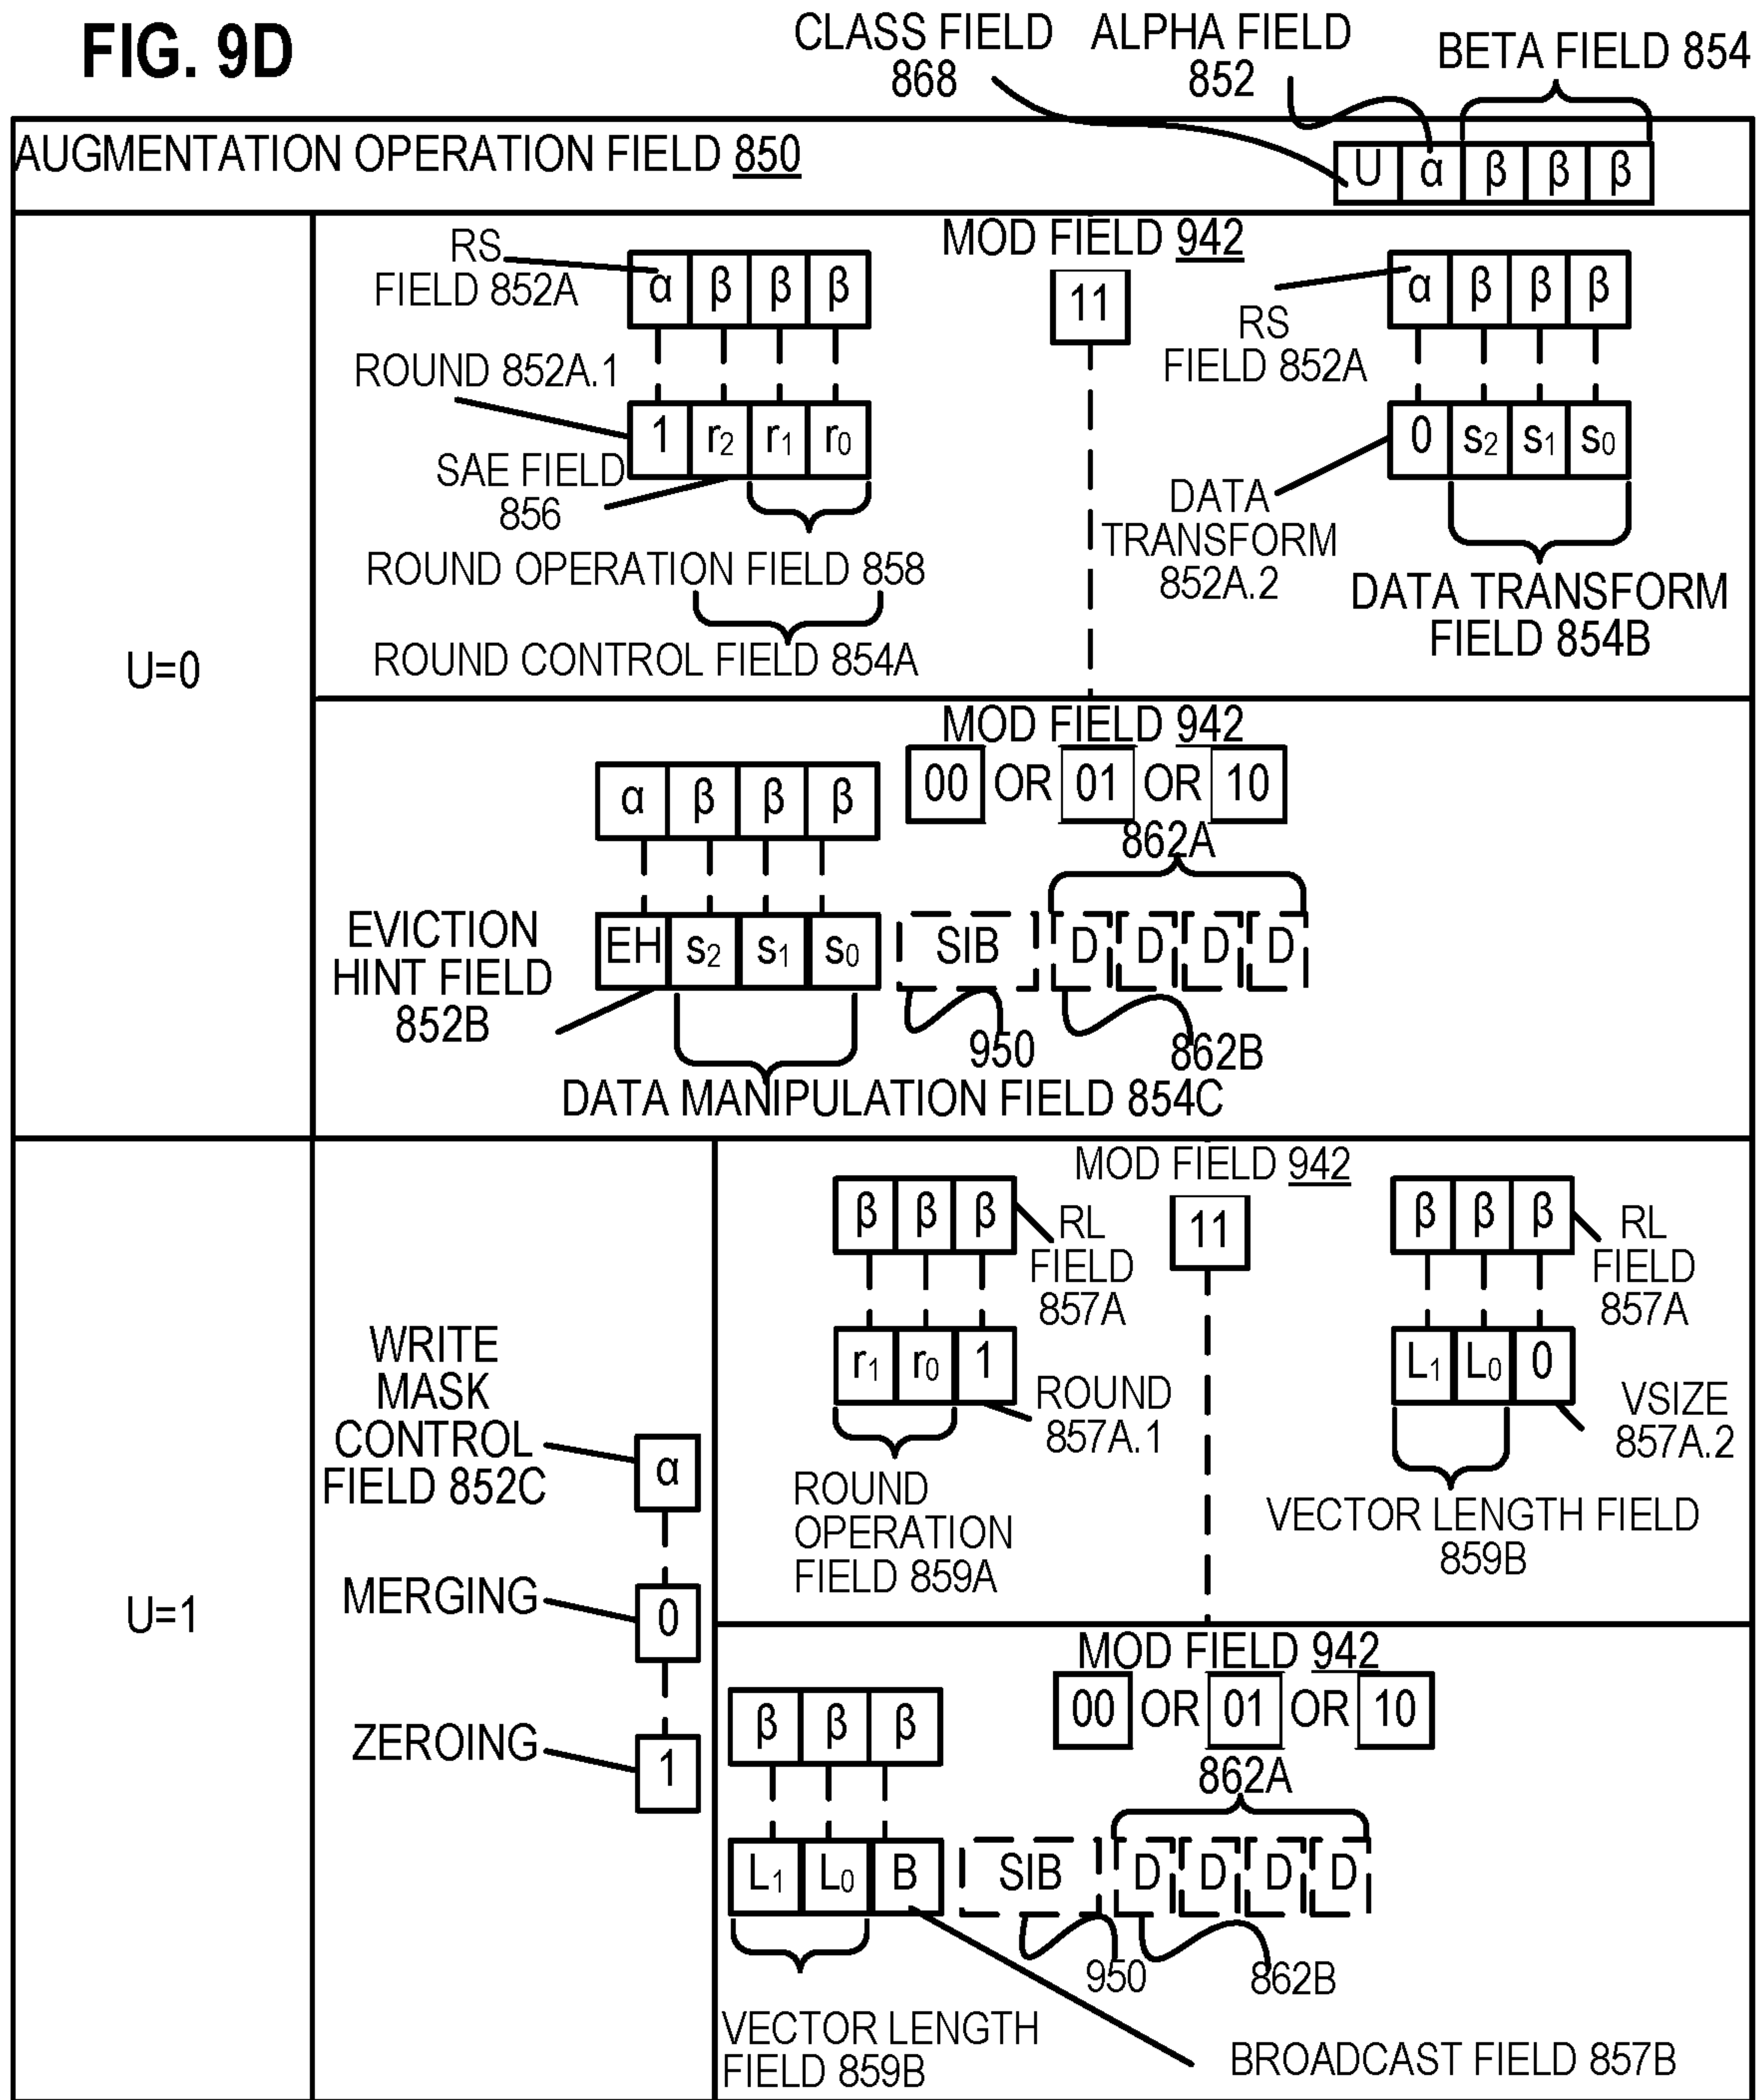 FIG. 9D
CLASS FIELD
868
ALPHA FIELD
852
BETA FIELD 854
AUGMENTATION OPERATION FIELD 850
U α β β β
U=0
MOD FIELD 942
11
RS
FIELD 852A
α β β β
ROUND 852A.1
1 r2 r1 r0
SAE FIELD
856
ROUND OPERATION FIELD 858
ROUND CONTROL FIELD 854A
α β β β
RS
FIELD 852A
0 s2 s1 s0
DATA
TRANSFORM
852A.2
DATA TRANSFORM
FIELD 854B
MOD FIELD 942
00 OR 01 OR 10
α β β β
862A
EVICTION
HINT FIELD
852B
EH s2 s1 s0 SIB D D D D
950
862B
DATA MANIPULATION FIELD 854C
U=1
WRITE
MASK
CONTROL
FIELD 852C
α
MERGING
0
ZEROING
1
MOD FIELD 942
11
β β β
RL
FIELD
857A
r1 r0 1
ROUND
857A.1
ROUND
OPERATION
FIELD 859A
β β β
RL
FIELD
857A
L1 L0 0
VSIZE
857A.2
VECTOR LENGTH FIELD
859B
MOD FIELD 942
00 OR 01 OR 10
β β β
862A
L1 L0 B SIB D D D D
950
862B
VECTOR LENGTH
FIELD 859B
BROADCAST FIELD 857B